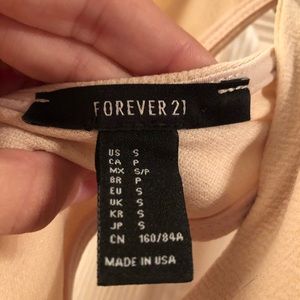 FOREVER 21
US S
CA P
MX S/P
BR P
EU S
UK S
KR S
JP S
CN 160/84A
MADE IN USA